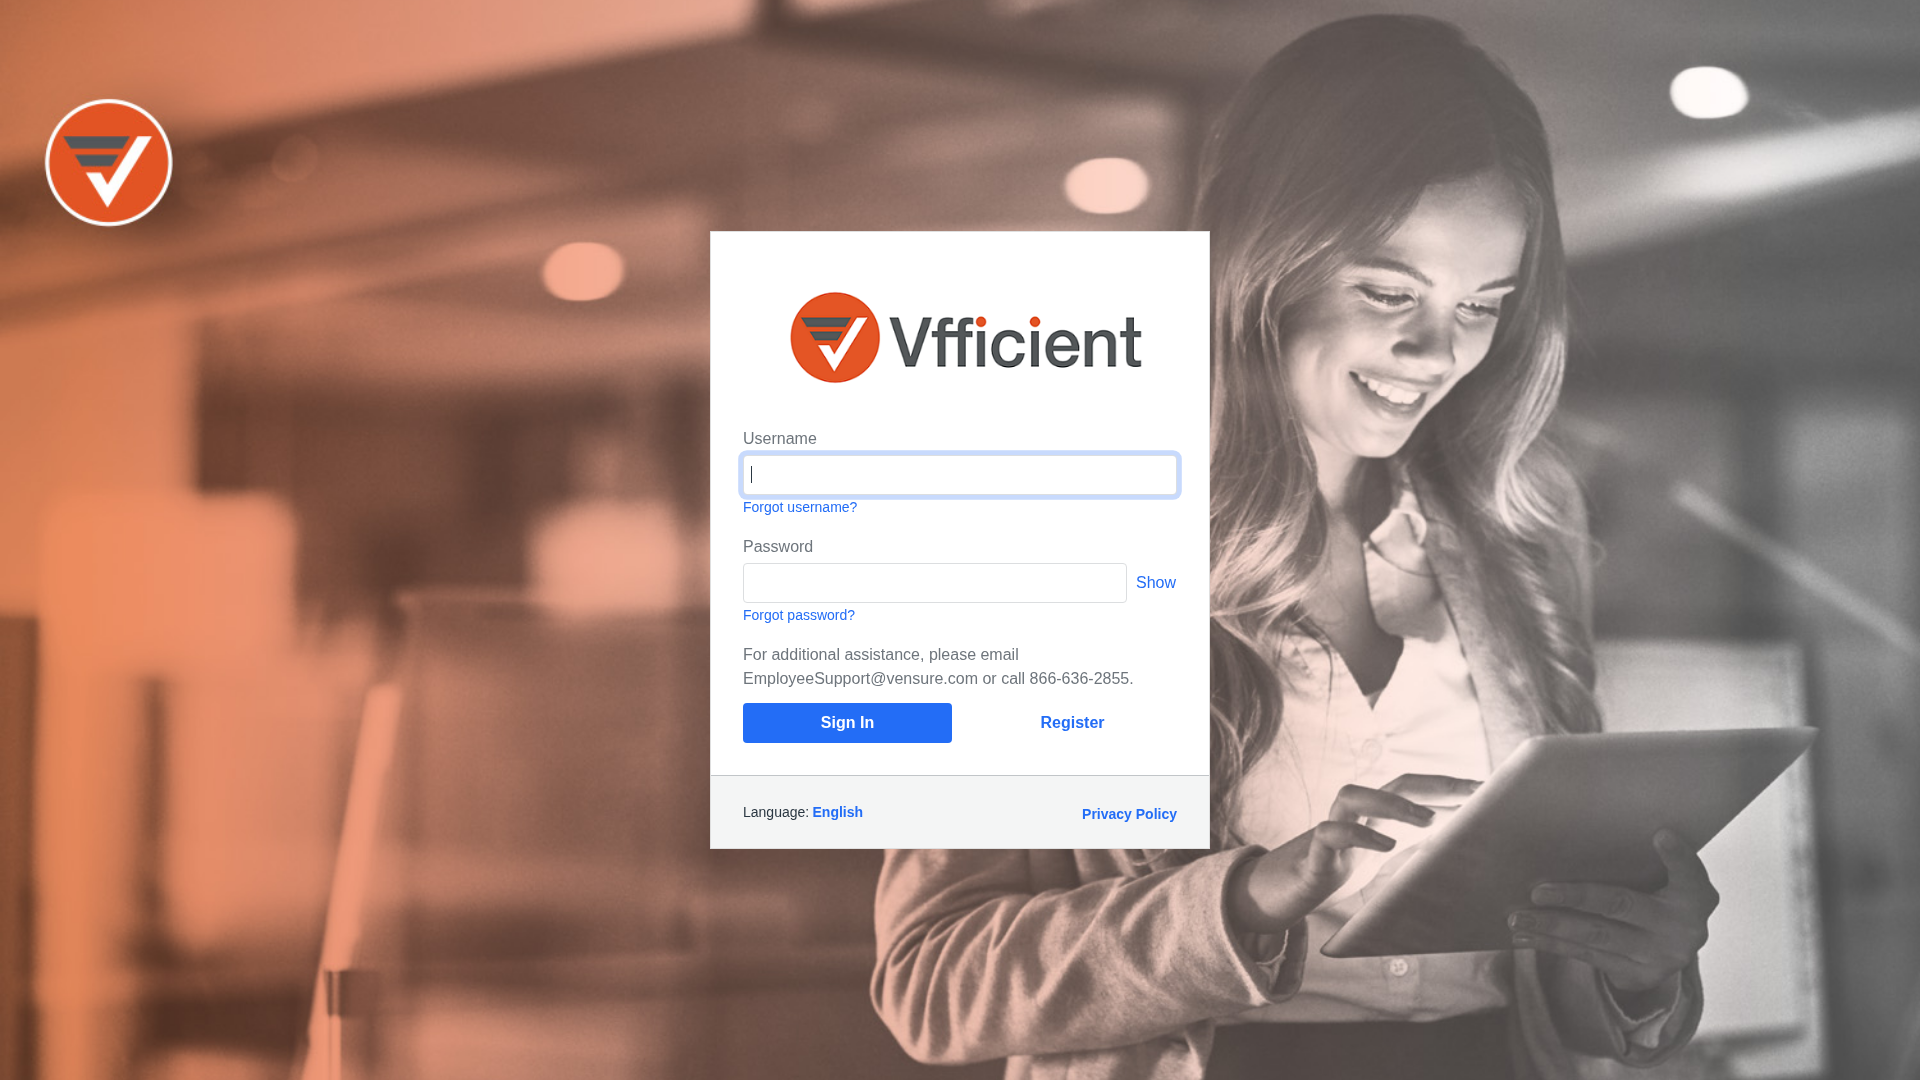 Vfficient
Username
Forgot username?
Password
Show
Forgot password?
For additional assistance, please email
EmployeeSupport@vensure.com or call 866-636-2855.
Sign In
Register
Language: English
Privacy Policy